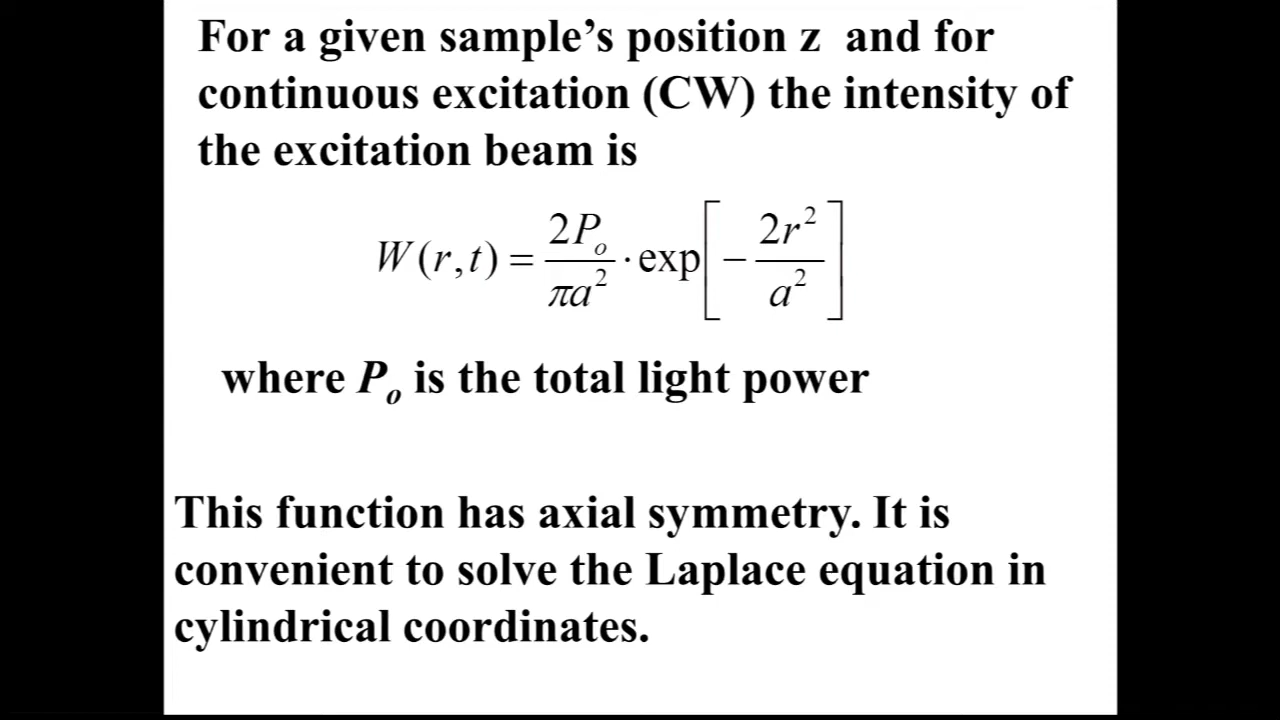 For a given sample's position z and for
continuous excitation (CW) the intensity of
the excitation beam is
W(r,t) = \frac{2P_o}{πa^2} · exp[ − \frac{2r^2}{a^2} ]
where P_o is the total light power
This function has axial symmetry. It is
convenient to solve the Laplace equation in
cylindrical coordinates.